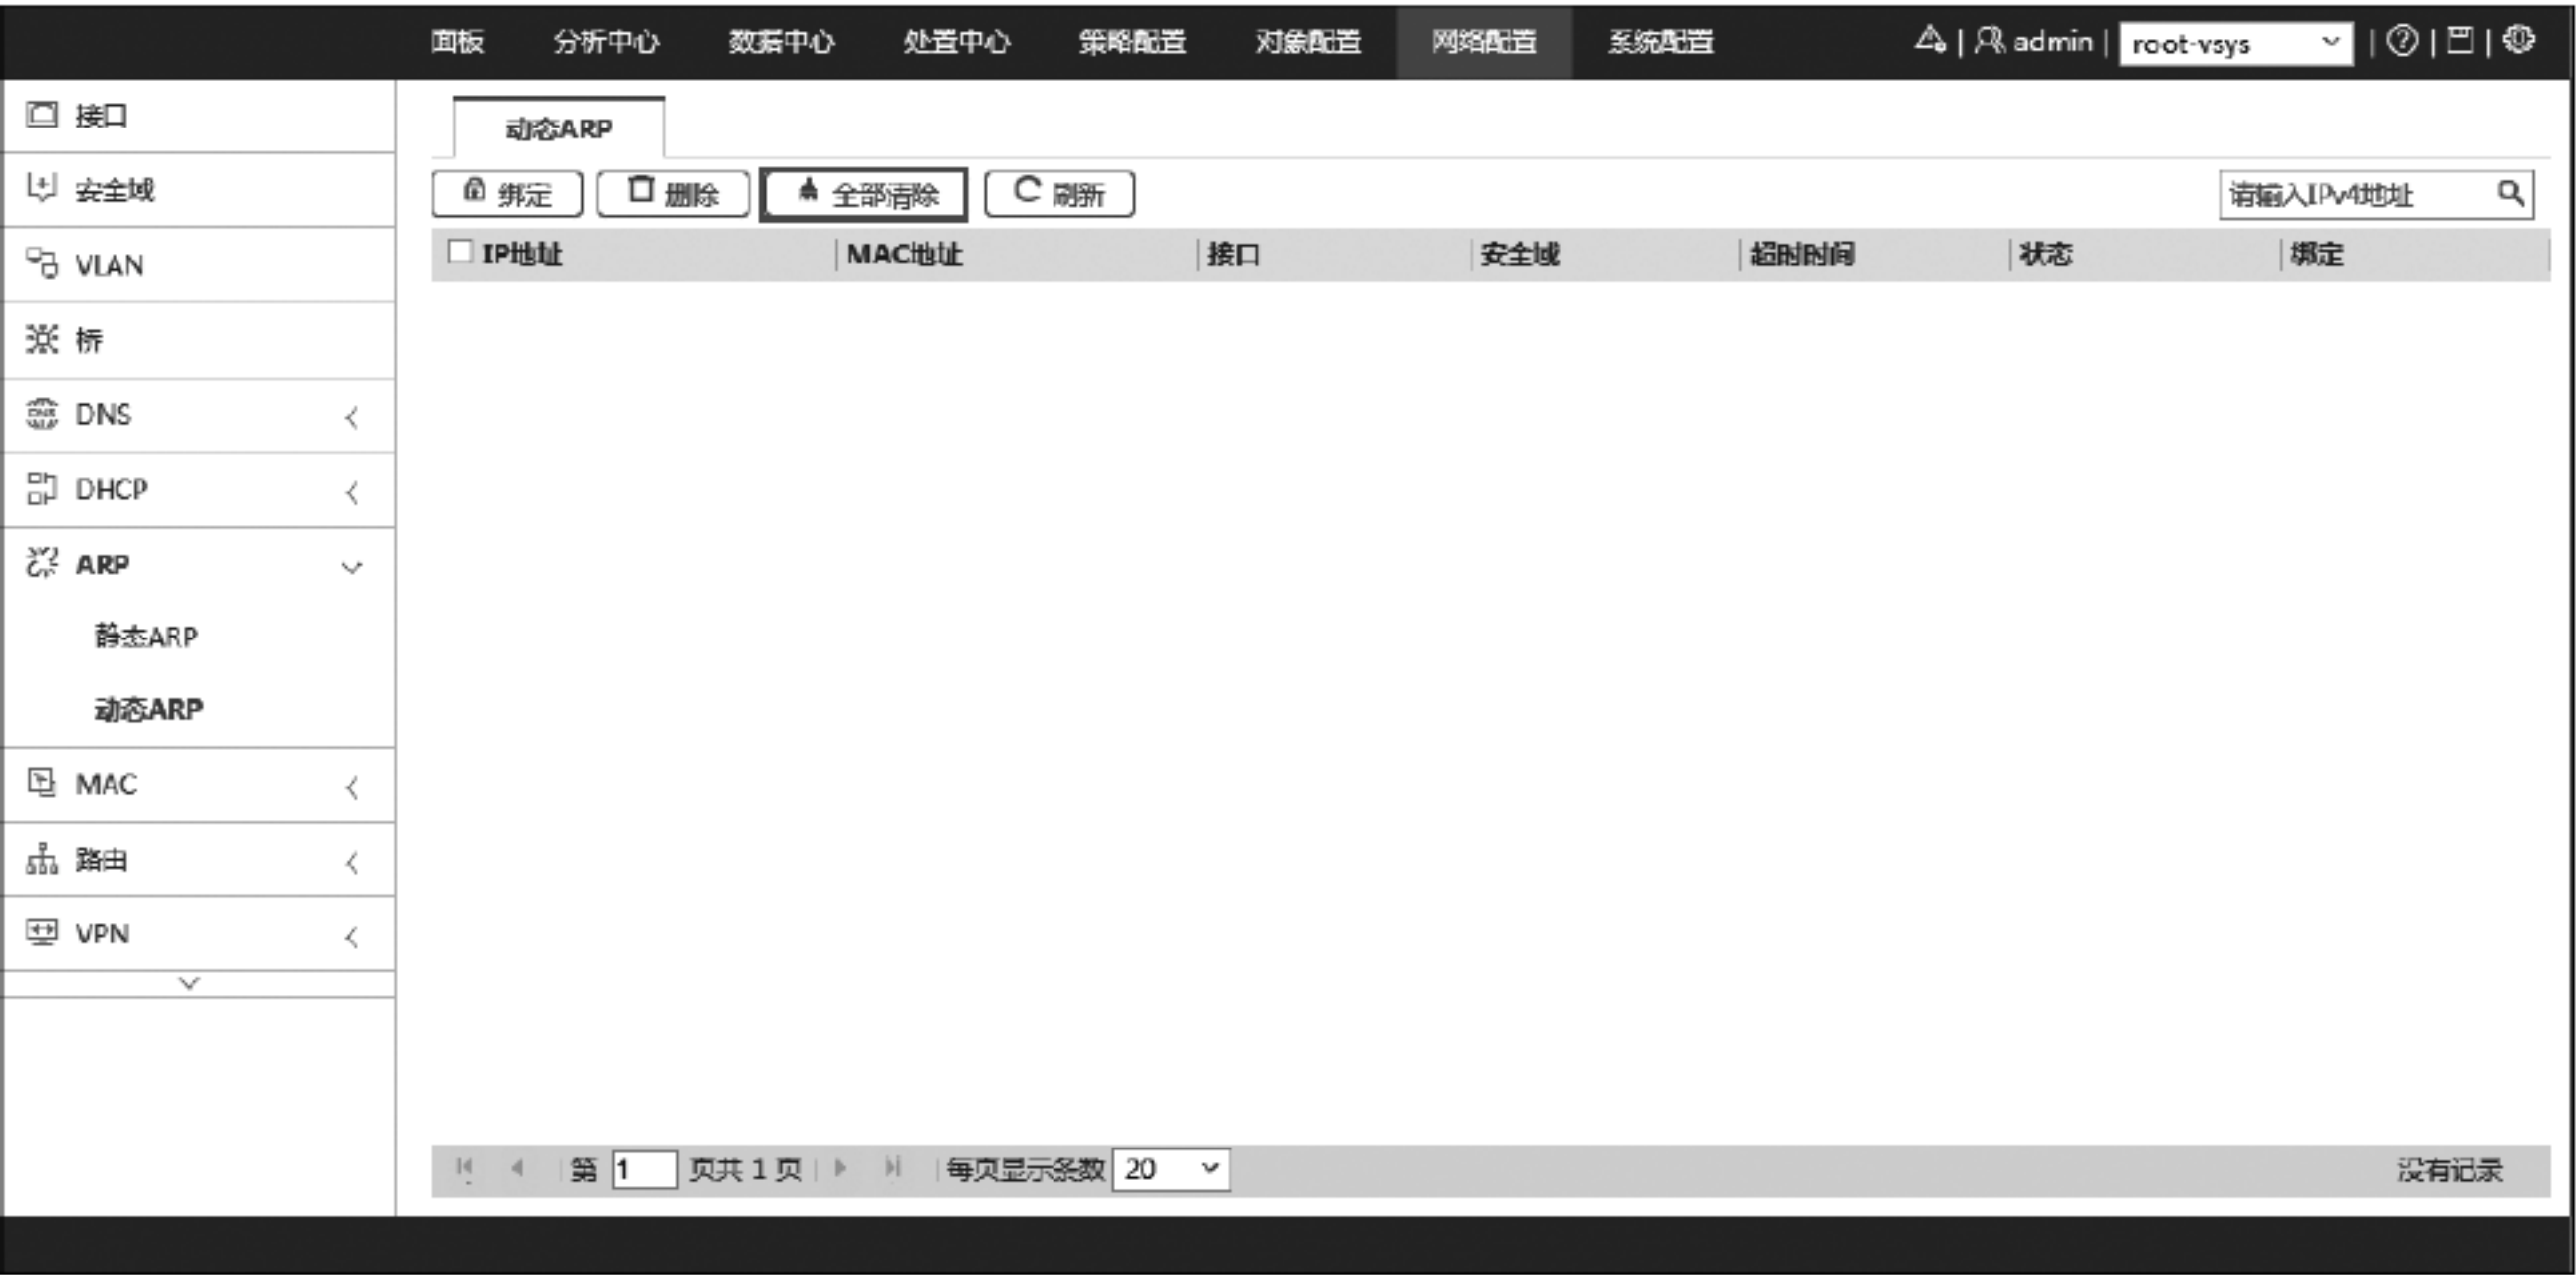 面板 分析中心 数据中心 处置中心 策略配置 对象配置 网络配置 系统配置 admin root-vsys
接口
安全域
VLAN
桥
DNS
DHCP
ARP
静态ARP
动态ARP
MAC
路由
VPN
动态ARP
绑定 删除 全部清除 刷新 请输入IPv4地址
IP地址 MAC地址 接口 安全域 超时时间 状态 绑定
第 1 页共 1 页 每页显示条数 20 没有记录